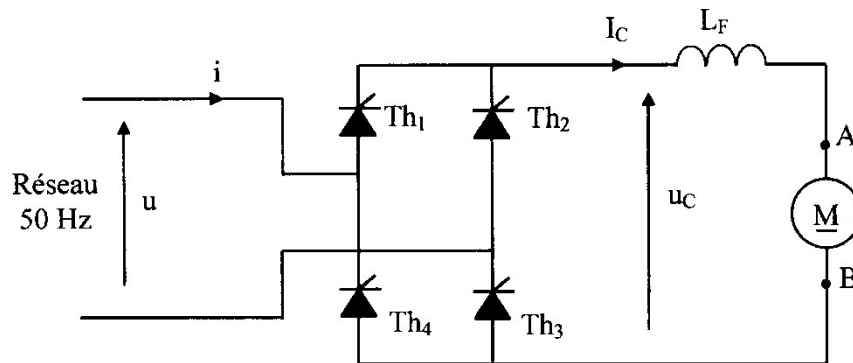 I_C
L_F
i
Th₁
Th₂
A
Réseau
50 Hz
u
u_C
M
B
Th₄
Th₃